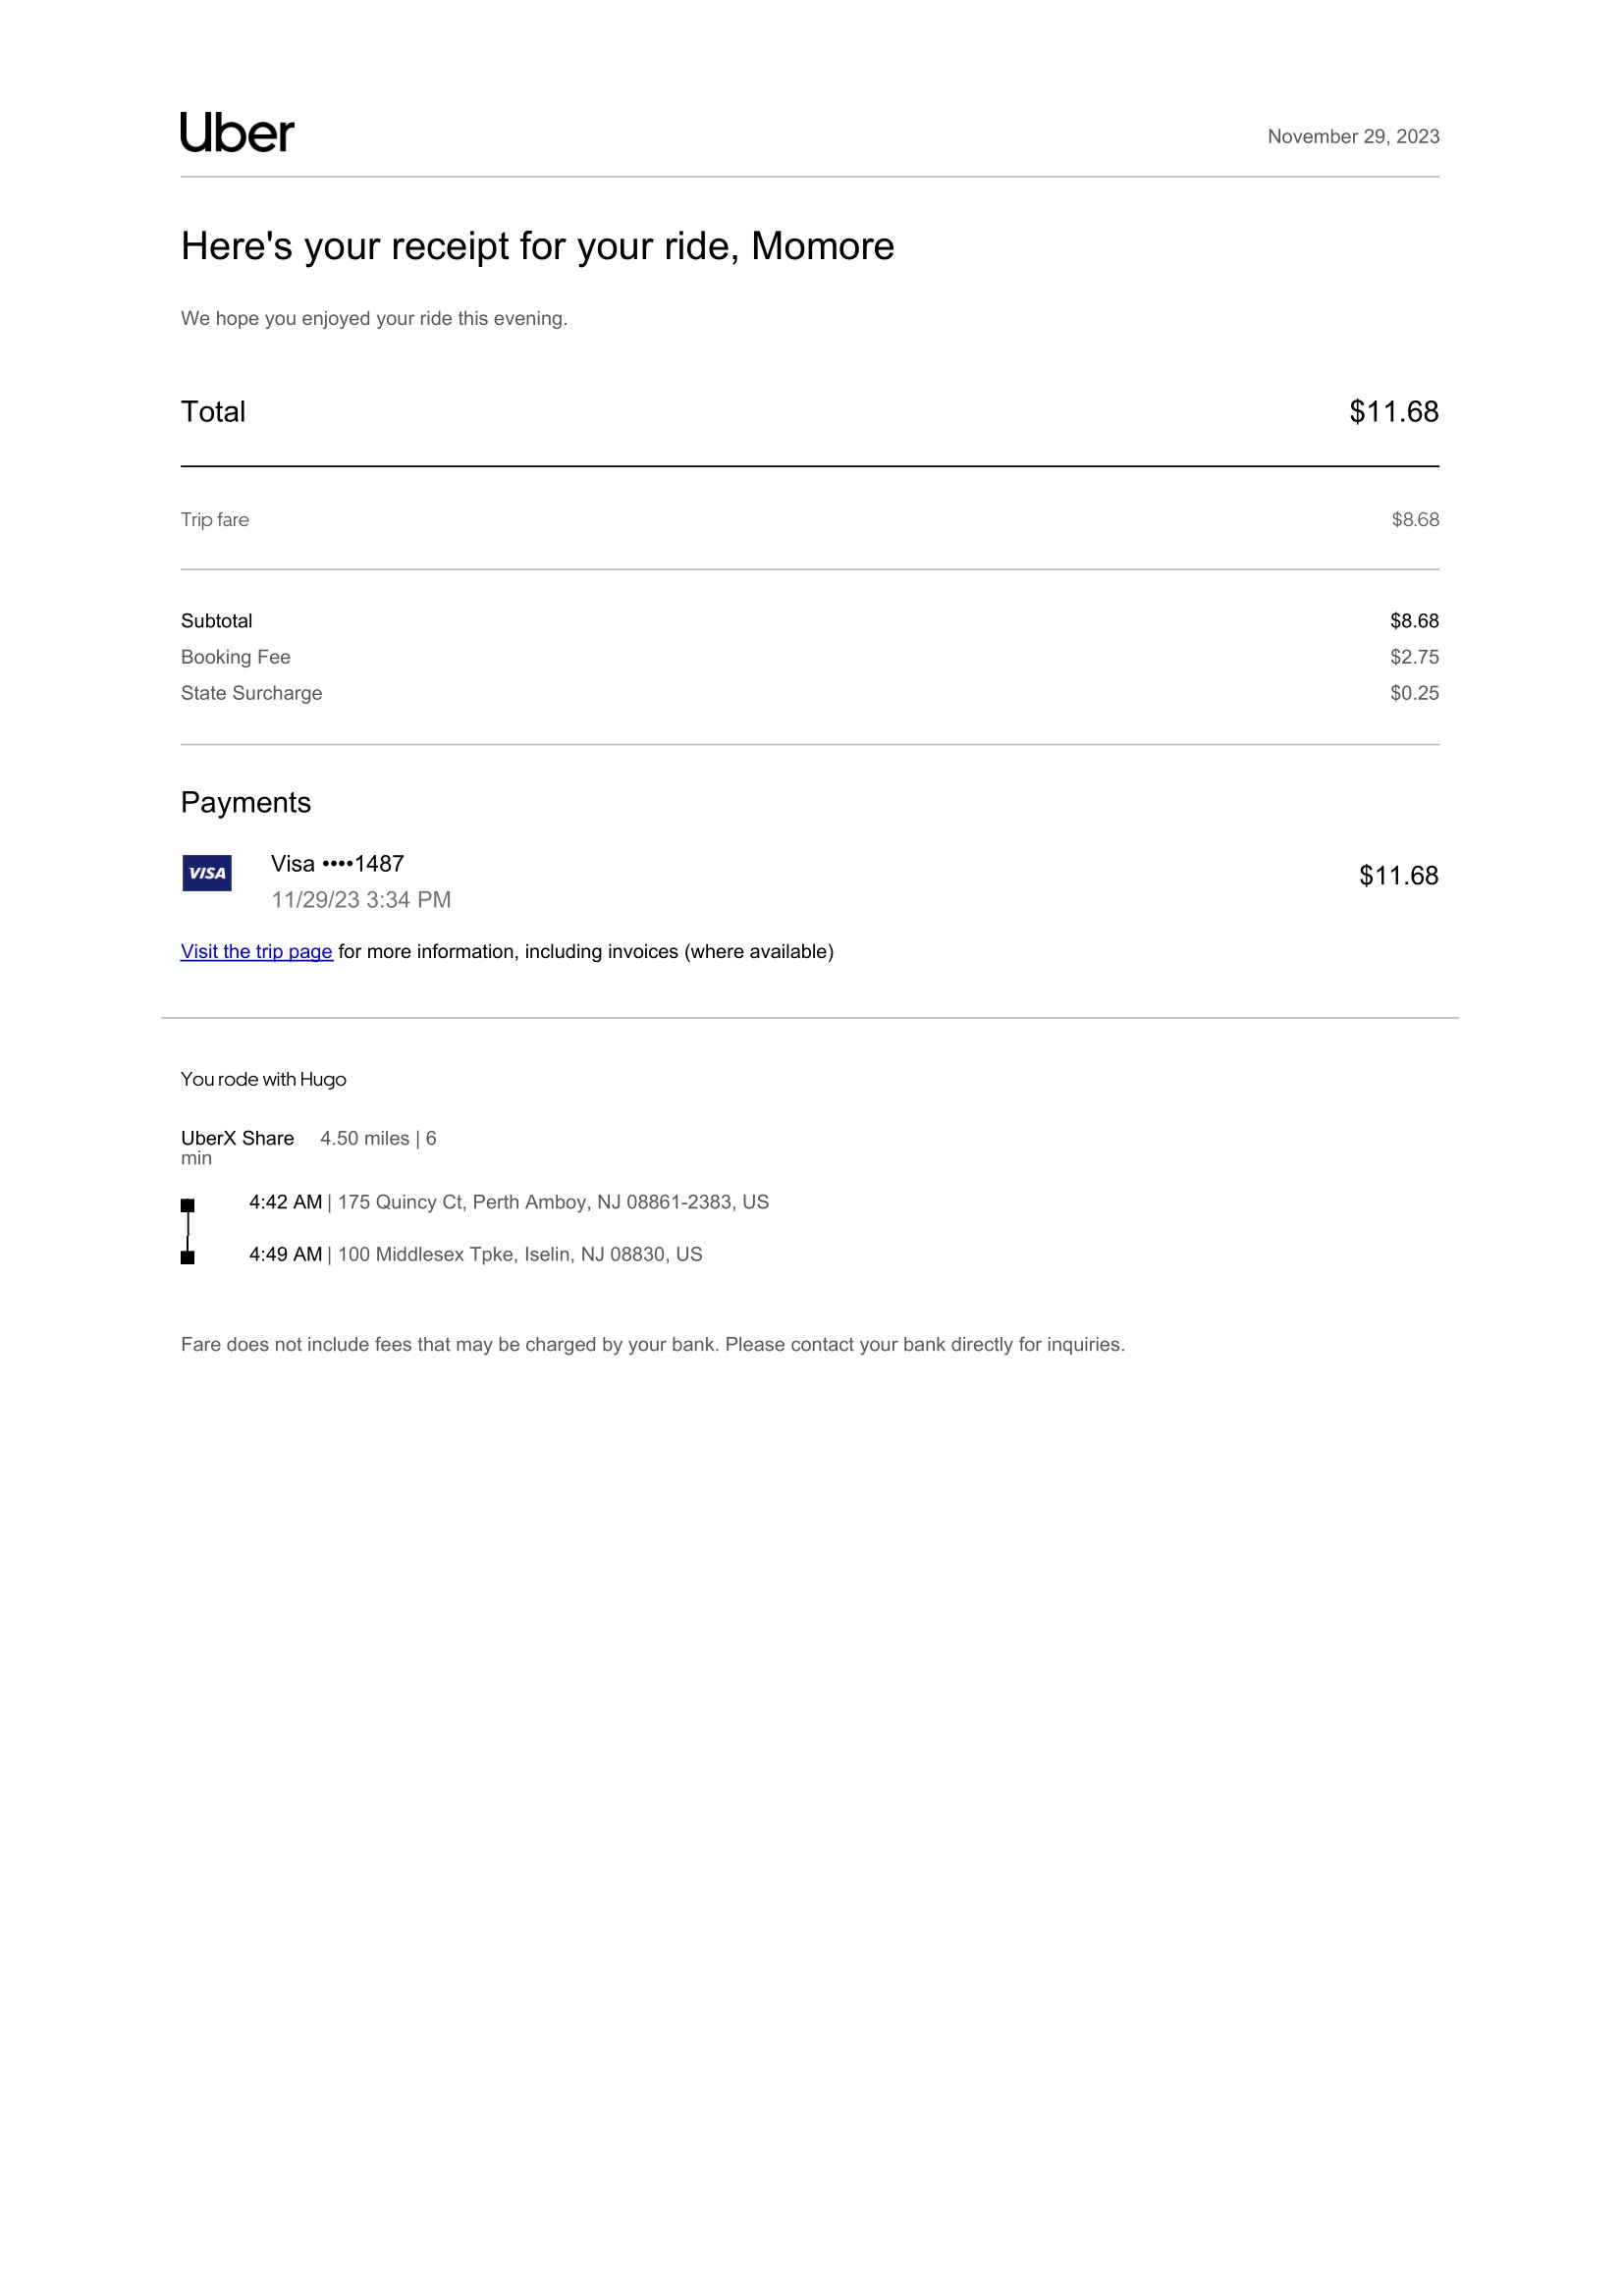 Uber
November 29, 2023
Here's your receipt for your ride, Momore
We hope you enjoyed your ride this evening.
Total $11.68
Trip fare $8.68
Subtotal $8.68
Booking Fee $2.75
State Surcharge $0.25
Payments
VISA
Visa ••••1487
$11.68
11/29/23 3:34 PM
Visit the trip page for more information, including invoices (where available)
You rode with Hugo
UberX Share 4.50 miles | 6
min
4:42 AM | 175 Quincy Ct, Perth Amboy, NJ 08861-2383, US
4:49 AM | 100 Middlesex Tpke, Iselin, NJ 08830, US
Fare does not include fees that may be charged by your bank. Please contact your bank directly for inquiries.